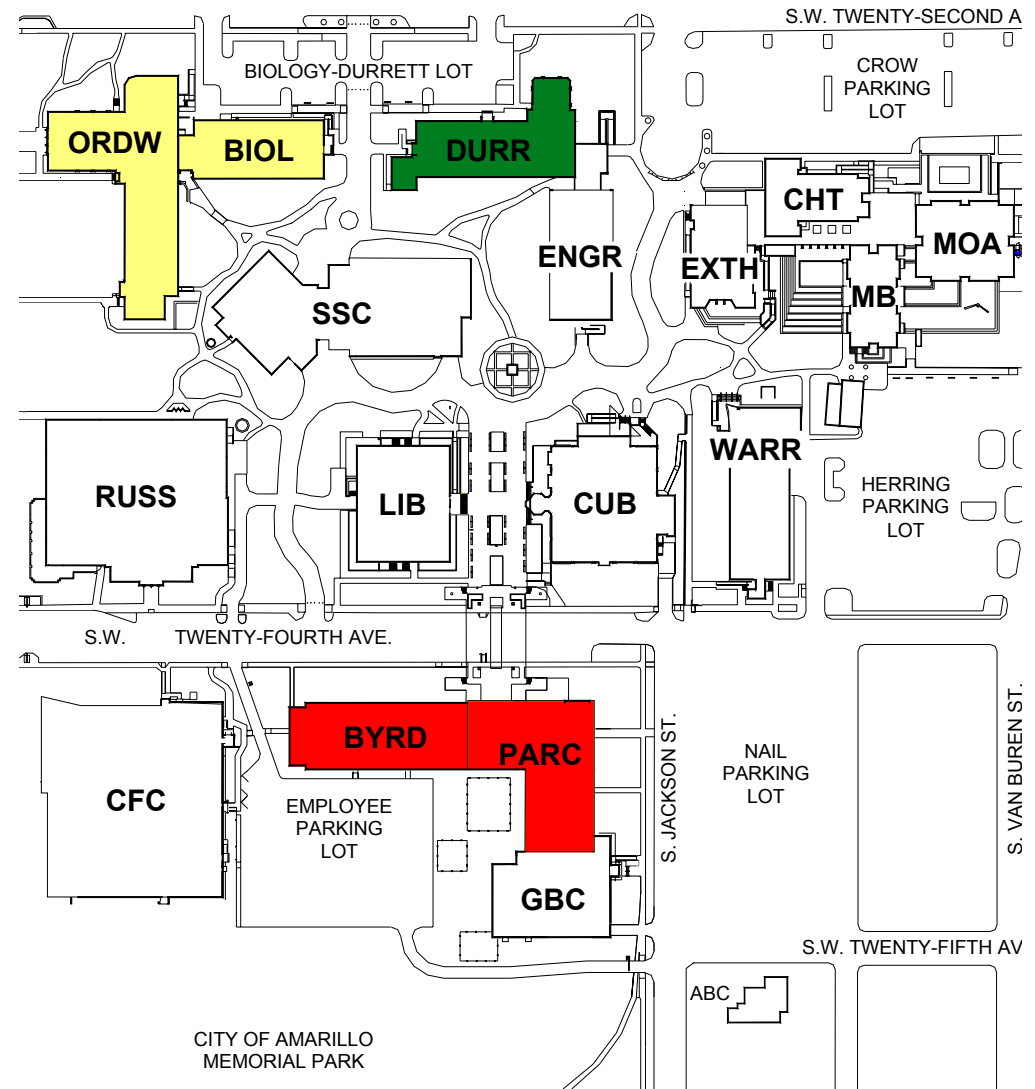 S.W. TWENTY-SECOND A
BIOLOGY-DURRETT LOT
CROW
PARKING
LOT
ORDW
BIOL
DURR
CHT
MOA
ENGR
EXTH
MB
SSC
WARR
RUSS
LIB
CUB
HERRING
PARKING
LOT
S.W. TWENTY-FOURTH AVE.
BYRD
PARC
S. JACKSON ST.
NAIL
PARKING
LOT
S. VAN BUREN ST.
CFC
EMPLOYEE
PARKING
LOT
GBC
S.W. TWENTY-FIFTH AV
ABC
CITY OF AMARILLO
MEMORIAL PARK